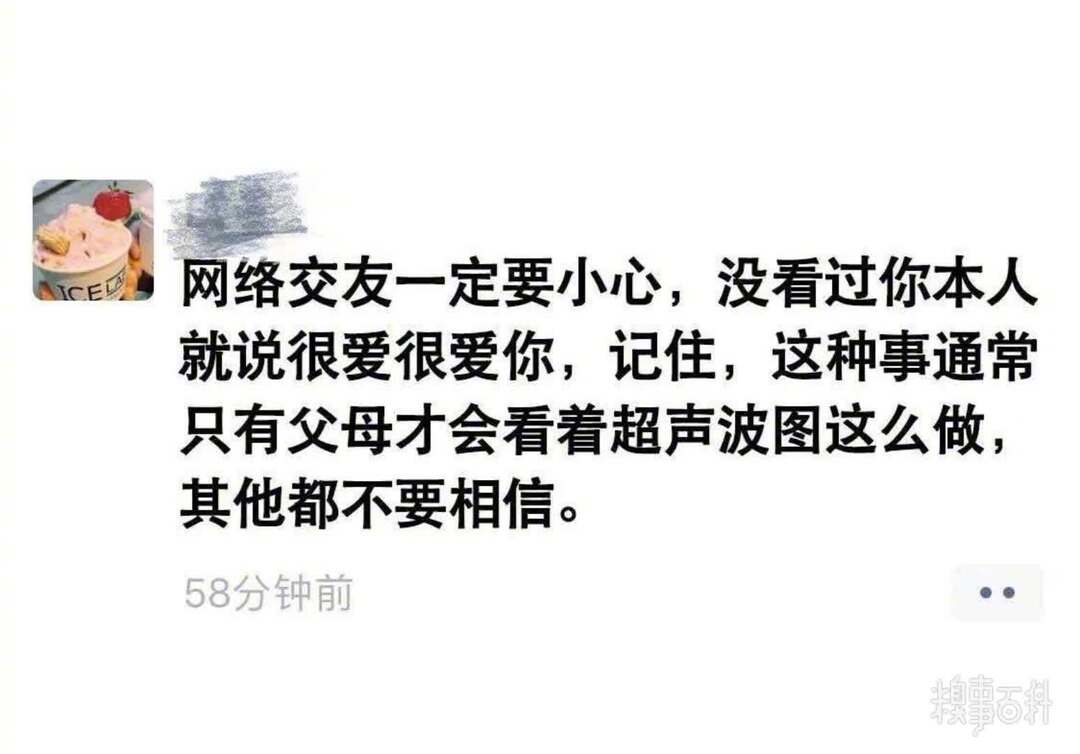 ICE LA
网络交友一定要小心，没看过你本人
就说很爱很爱你，记住，这种事通常
只有父母才会看着超声波图这么做，
其他都不要相信。
58分钟前
糗事百科